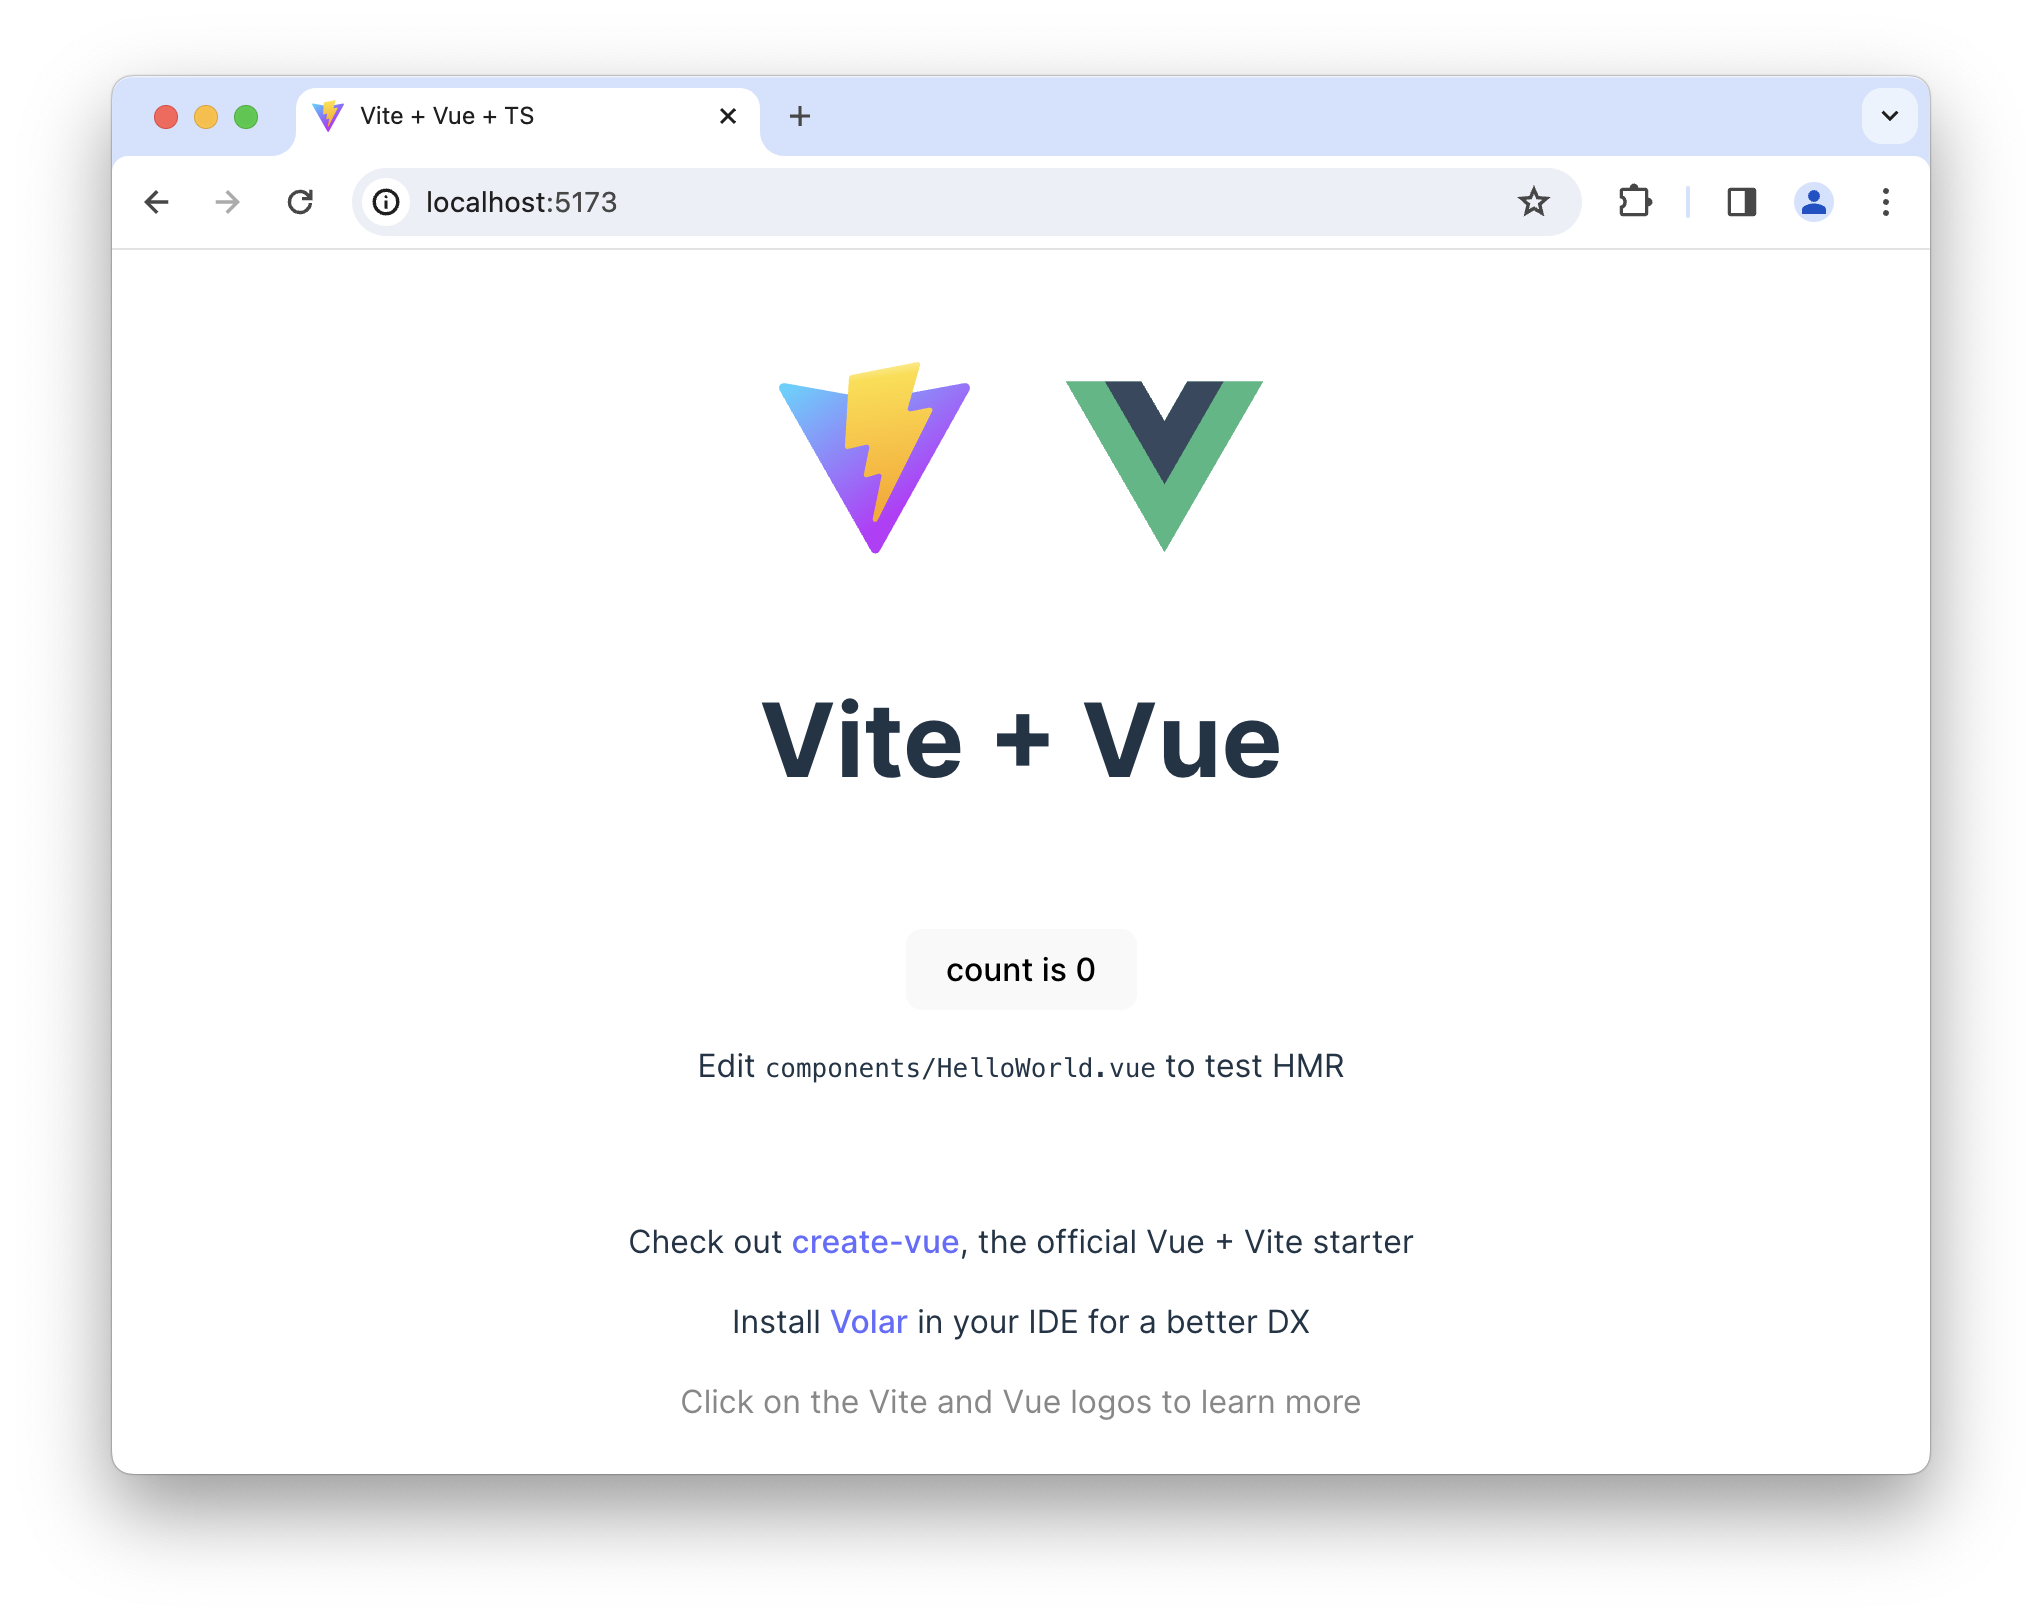 Vite + Vue + TS
localhost:5173
Vite + Vue
count is 0
Edit components/HelloWorld.vue to test HMR
Check out create-vue, the official Vue + Vite starter
Install Volar in your IDE for a better DX
Click on the Vite and Vue logos to learn more